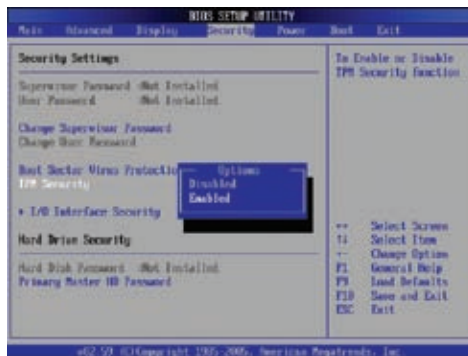 BIOS SETUP UTILITY
Main Advanced Display Security Power Boot Exit
Security Settings
Supervisor Password :Not Installed
User Password :Not Installed
Change Supervisor Password
Change User Password
Boot Sector Virus Protection
TPM Security
I/O Interface Security
Hard Drive Security
Hard Disk Password :Not Installed
Primary Master HD Password
Options
Disabled
Enabled
To Enable or Disable
TPM Security function
Select Screen
Select Item
Change Option
F1 General Help
F9 Load Defaults
F10 Save and Exit
ESC Exit
v02.59 (C)Copyright 1985-2005, American Megatrends, Inc.